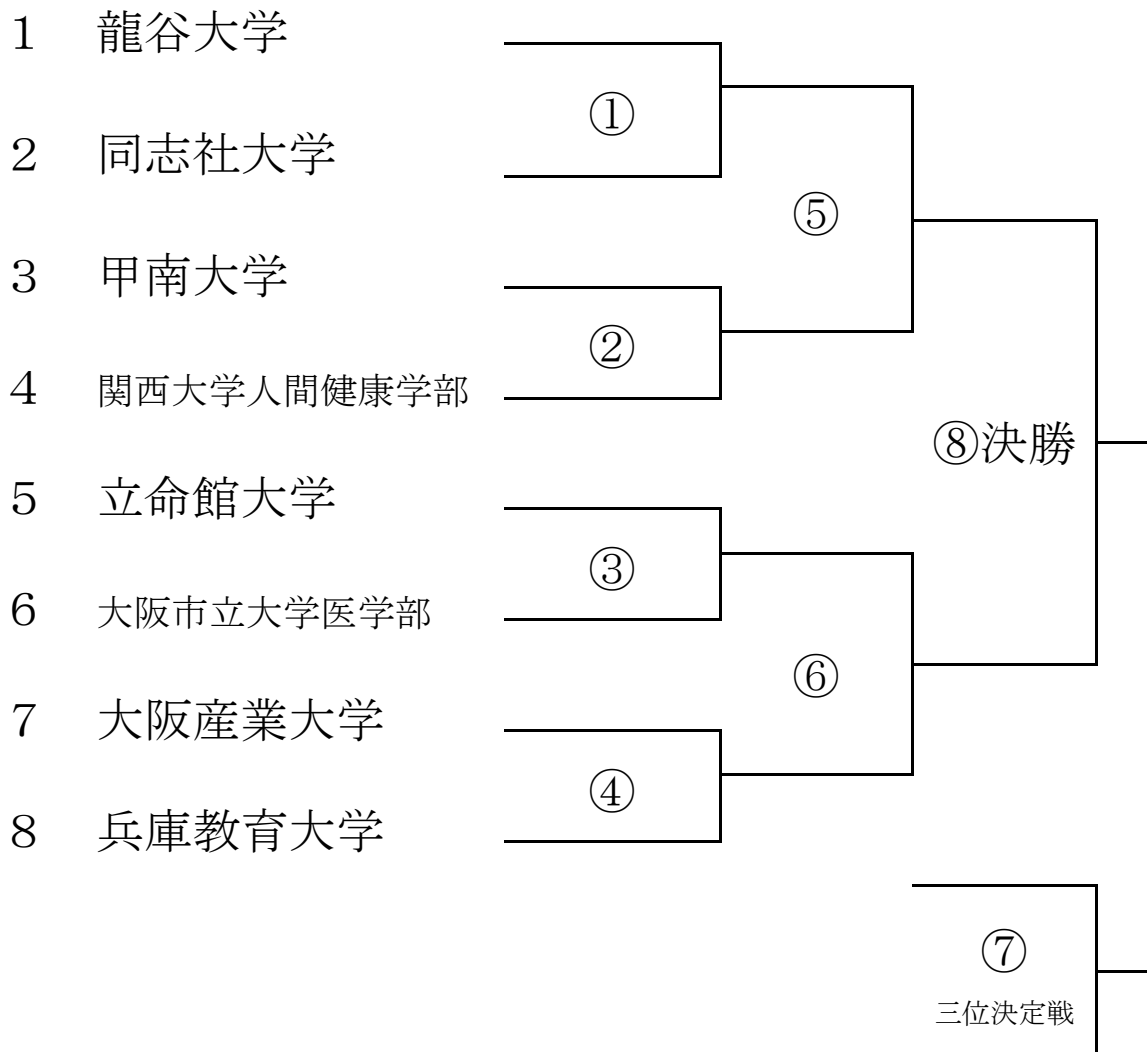 1 龍谷大学
①
2 同志社大学
⑤
3 甲南大学
②
4 関西大学人間健康学部
⑧決勝
5 立命館大学
③
6 大阪市立大学医学部
⑥
7 大阪産業大学
④
8 兵庫教育大学
⑦
三位決定戦